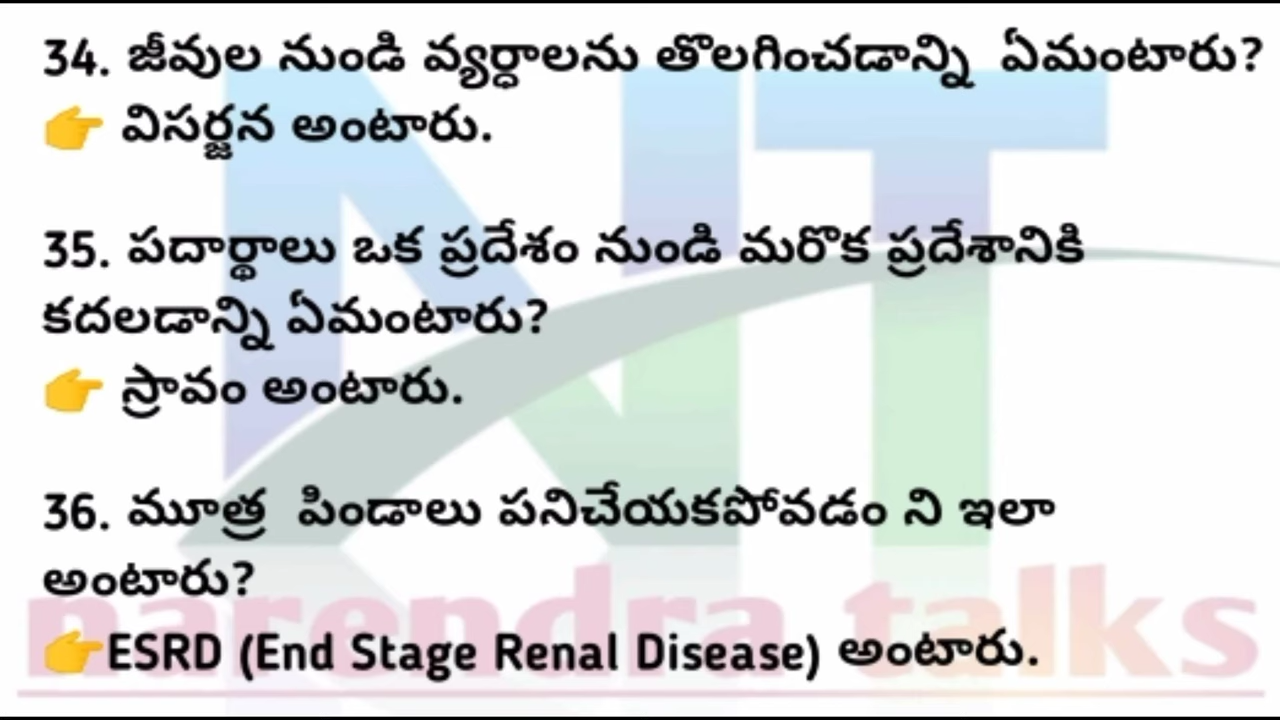 34. జీవుల నుండి వ్యర్ధాలను తొలగించడాన్ని ఏమంటారు?
👉 విసర్జన అంటారు.
35. పదార్థాలు ఒక ప్రదేశం నుండి మరొక ప్రదేశానికి
కదలడాన్ని ఏమంటారు?
👉 స్రావం అంటారు.
36. మూత్ర పిండాలు పనిచేయకపోవడం ని ఇలా
అంటారు?
👉ESRD (End Stage Renal Disease) అంటారు.
NT
narendra talks